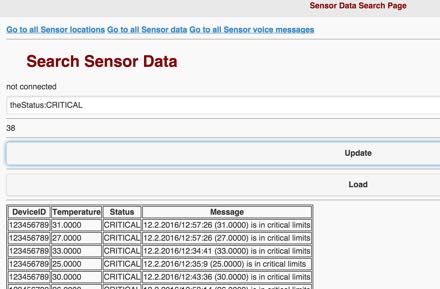 Sensor Data Search Page
Go to all Sensor locations Go to all Sensor data Go to all Sensor voice messages
Search Sensor Data
not connected
theStatus:CRITICAL
38
Update
Load
DeviceID Temperature Status Message
123456789 31.0000 CRITICAL 12.2.2016/12:57:26 (31.0000) is in critical limits
123456789 27.0000 CRITICAL 12.2.2016/12:57:26 (27.0000) is in critical limits
123456789 33.0000 CRITICAL 12.2.2016/12:34:41 (33.0000) is in critical limits
123456789 25.0000 CRITICAL 12.2.2016/12:35:9 (25.0000) is in critical limits
123456789 30.0000 CRITICAL 12.2.2016/12:43:36 (30.0000) is in critical limits